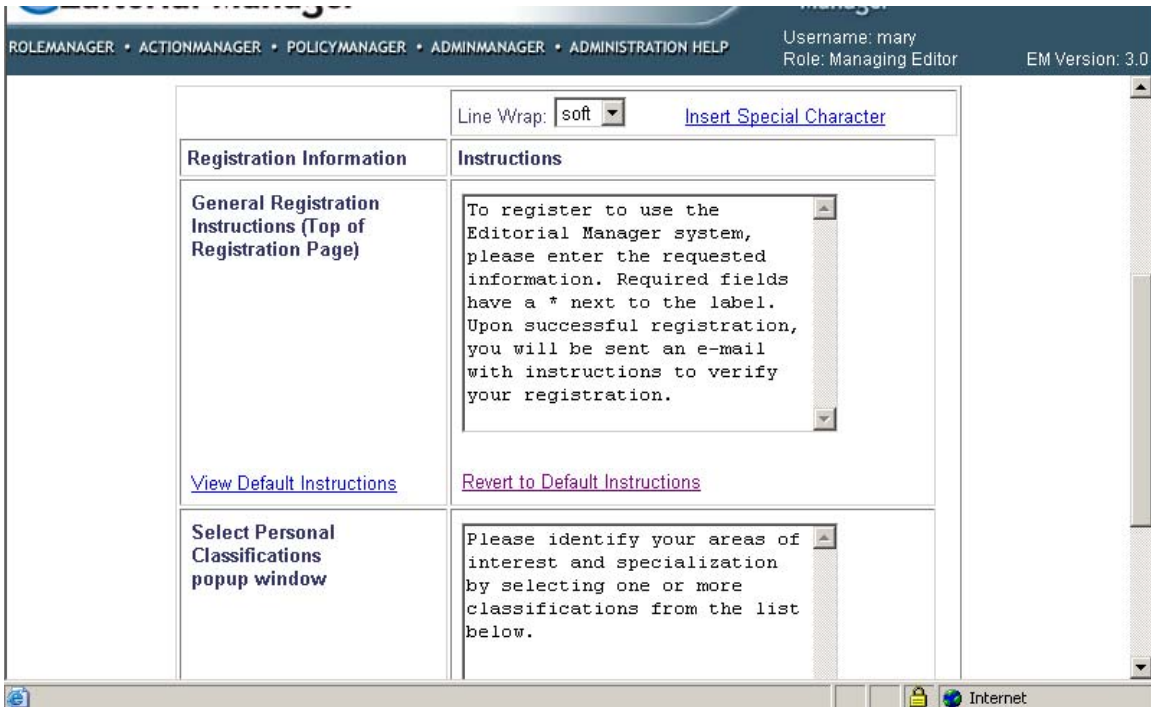 Editorial Manager
manager
ROLEMANAGER • ACTIONMANAGER • POLICYMANAGER • ADMINMANAGER • ADMINISTRATION HELP
Username: mary
Role: Managing Editor
EM Version: 3.0
Line Wrap: soft
Insert Special Character
Registration Information
Instructions
General Registration
Instructions (Top of
Registration Page)
To register to use the
Editorial Manager system,
please enter the requested
information. Required fields
have a * next to the label.
Upon successful registration,
you will be sent an e-mail
with instructions to verify
your registration.
View Default Instructions
Revert to Default Instructions
Select Personal
Classifications
popup window
Please identify your areas of
interest and specialization
by selecting one or more
classifications from the list
below.
Internet